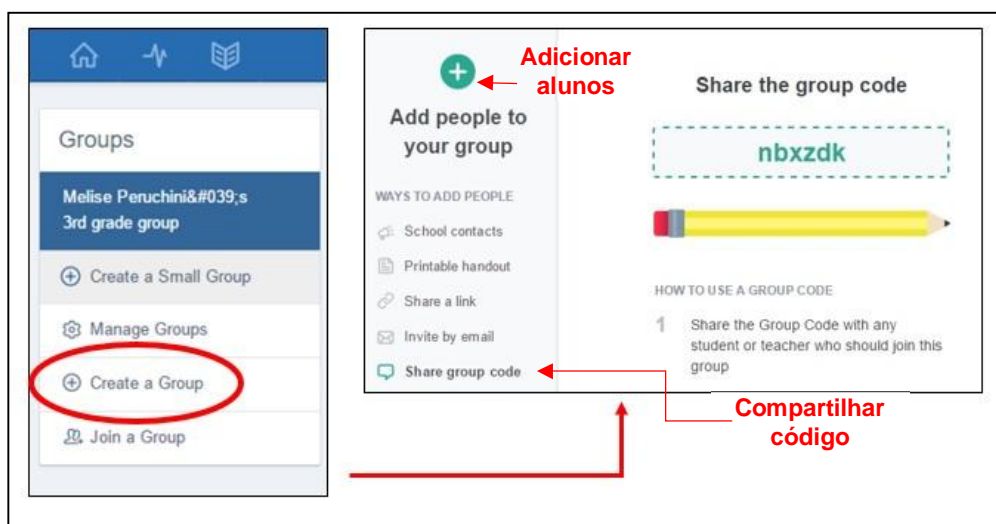 Groups
Melise Peruchini&#039;s
3rd grade group
Create a Small Group
Manage Groups
Create a Group
Join a Group
Adicionar
alunos
Add people to
your group
WAYS TO ADD PEOPLE
School contacts
Printable handout
Share a link
Invite by email
Share group code
Share the group code
nbxzdk
HOW TO USE A GROUP CODE
1 Share the Group Code with any
student or teacher who should join this
group
Compartilhar
código